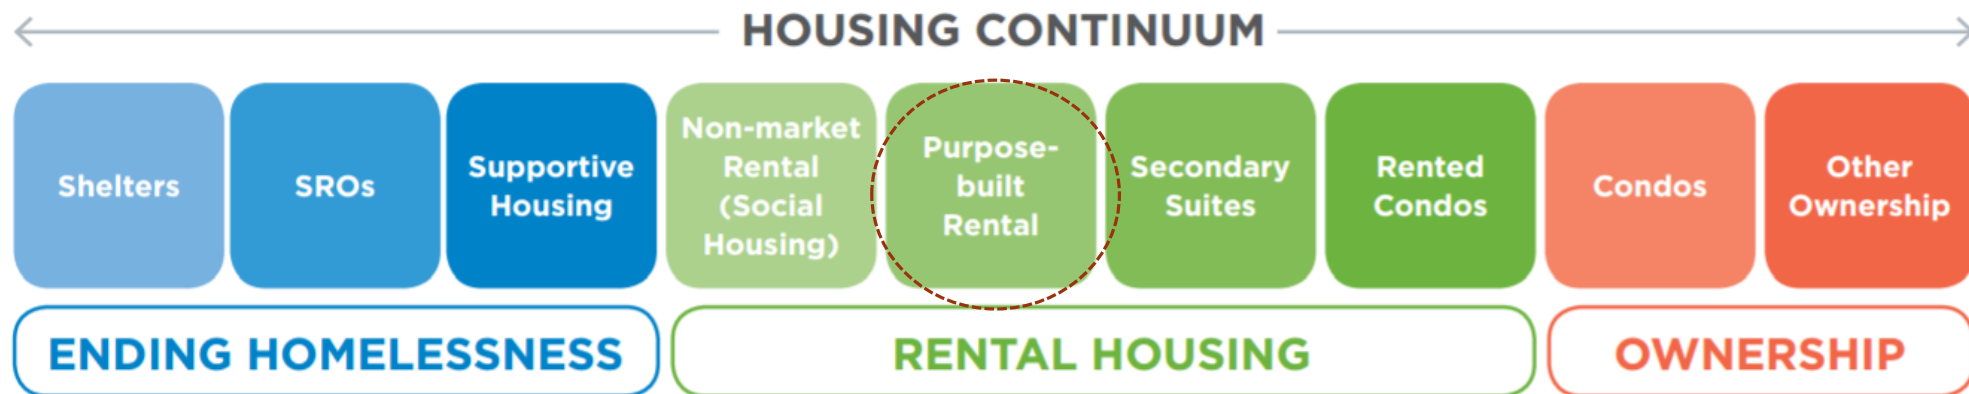 HOUSING CONTINUUM
Shelters
SROs
Supportive
Housing
Non-market
Rental
(Social
Housing)
Purpose-
built
Rental
Secondary
Suites
Rented
Condos
Condos
Other
Ownership
ENDING HOMELESSNESS
RENTAL HOUSING
OWNERSHIP